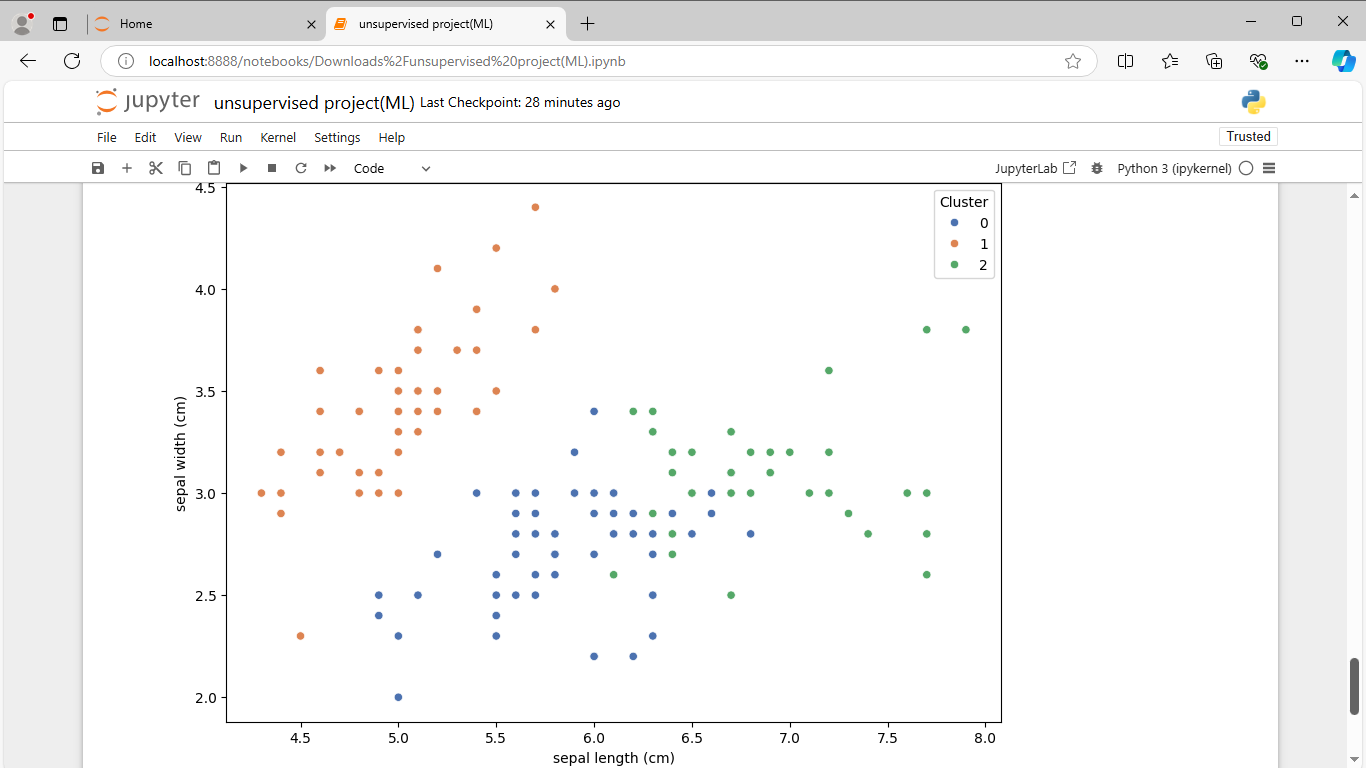 Home
unsupervised project(ML)
localhost:8888/notebooks/Downloads%2Funsupervised%20project(ML).ipynb
jupyter unsupervised project(ML) Last Checkpoint: 28 minutes ago
File Edit View Run Kernel Settings Help
Trusted
Code
JupyterLab
Python 3 (ipykernel)
Cluster
0
1
2
4.5
4.0
3.5
3.0
2.5
2.0
sepal width (cm)
4.5 5.0 5.5 6.0 6.5 7.0 7.5 8.0
sepal length (cm)